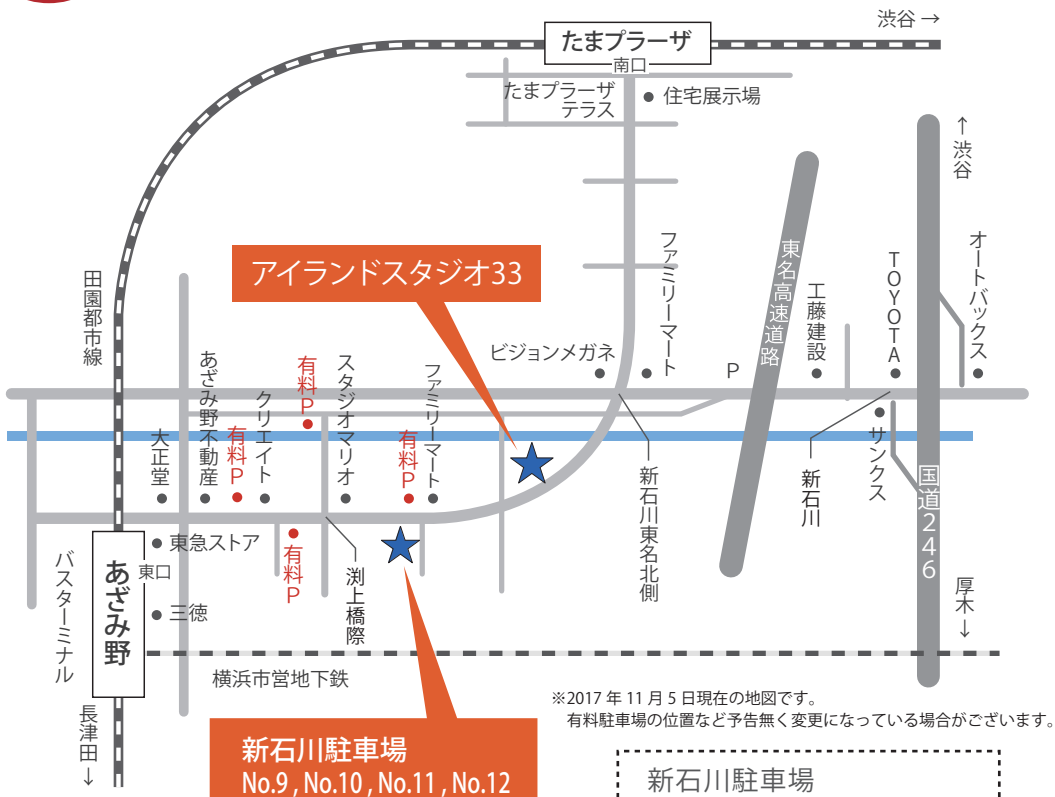 渋谷 →
たまプラーザ
南口
たまプラーザ
テラス
住宅展示場
↑渋谷
田園都市線
アイランドスタジオ33
ファミリーマート
東名高速道路
工藤建設
TOYOTA
オートバックス
ビジョンメガネ
P
大正堂
あざみ野不動産
有料P
クリエイト
有料P
スタジオマリオ
有料P
ファミリーマート
サンクス
新石川
新石川東名北側
国道246
厚木↓
東急ストア
東口
あざみ野
バスターミナル
三徳
有料P
渕上橋際
横浜市営地下鉄
長津田↓
※2017 年 11 月 5 日現在の地図です。
有料駐車場の位置など予告無く変更になっている場合がございます。
新石川駐車場
No.9 , No.10 , No.11 , No.12
新石川駐車場